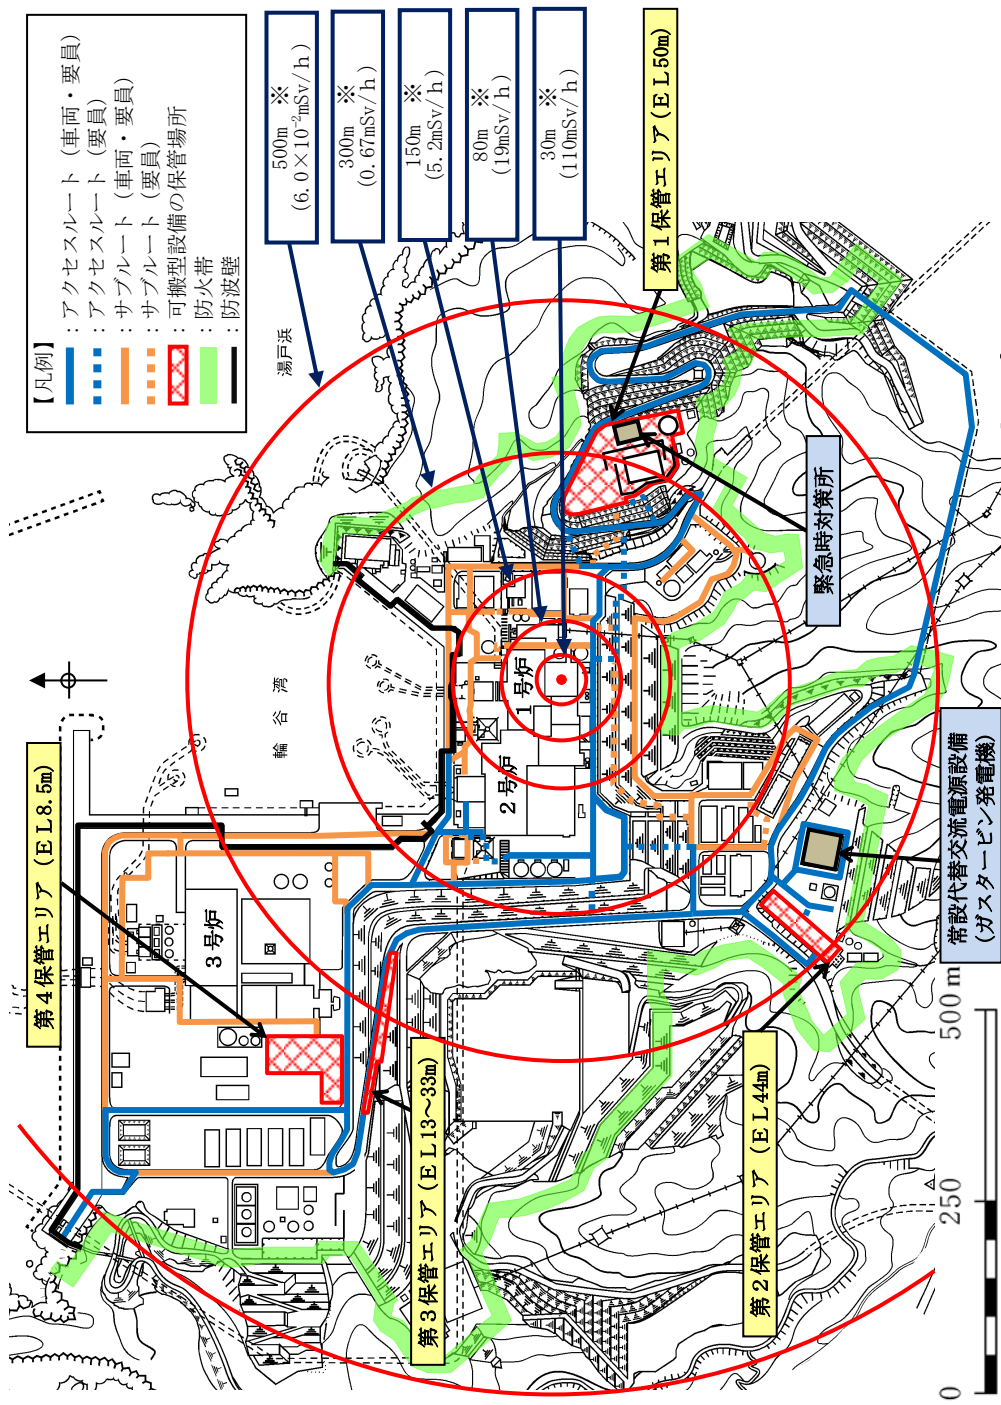 【凡例】
：アクセスルート（車両・要員）
：アクセスルート（要員）
：サブルート（車両・要員）
：サブルート（要員）
：可搬型設備の保管場所
：防火帯
：防波壁
500m ※
(6.0×10⁻²mSv/h)
300m ※
(0.67mSv/h)
150m ※
(5.2mSv/h)
80m ※
(19mSv/h)
30m ※
(110mSv/h)
第1保管エリア(EL50m)
湯戸浜
輪谷湾
1号炉
2号炉
3号炉
緊急時対策所
第4保管エリア(EL8.5m)
第3保管エリア(EL13～33m)
第2保管エリア(EL44m)
常設代替交流電源設備
(ガスタービン発電機)
0 250 500m